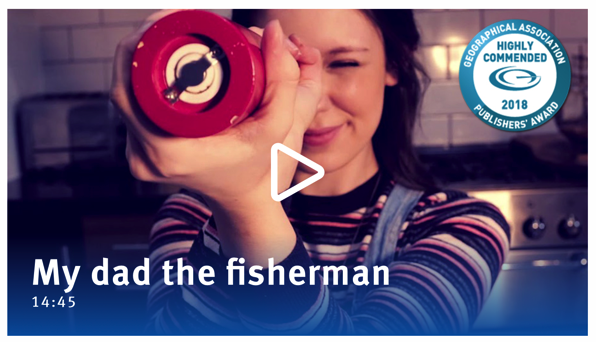 GEOGRAPHICAL ASSOCIATION
HIGHLY
COMMENDED
2018
PUBLISHERS' AWARD
My dad the fisherman
14:45